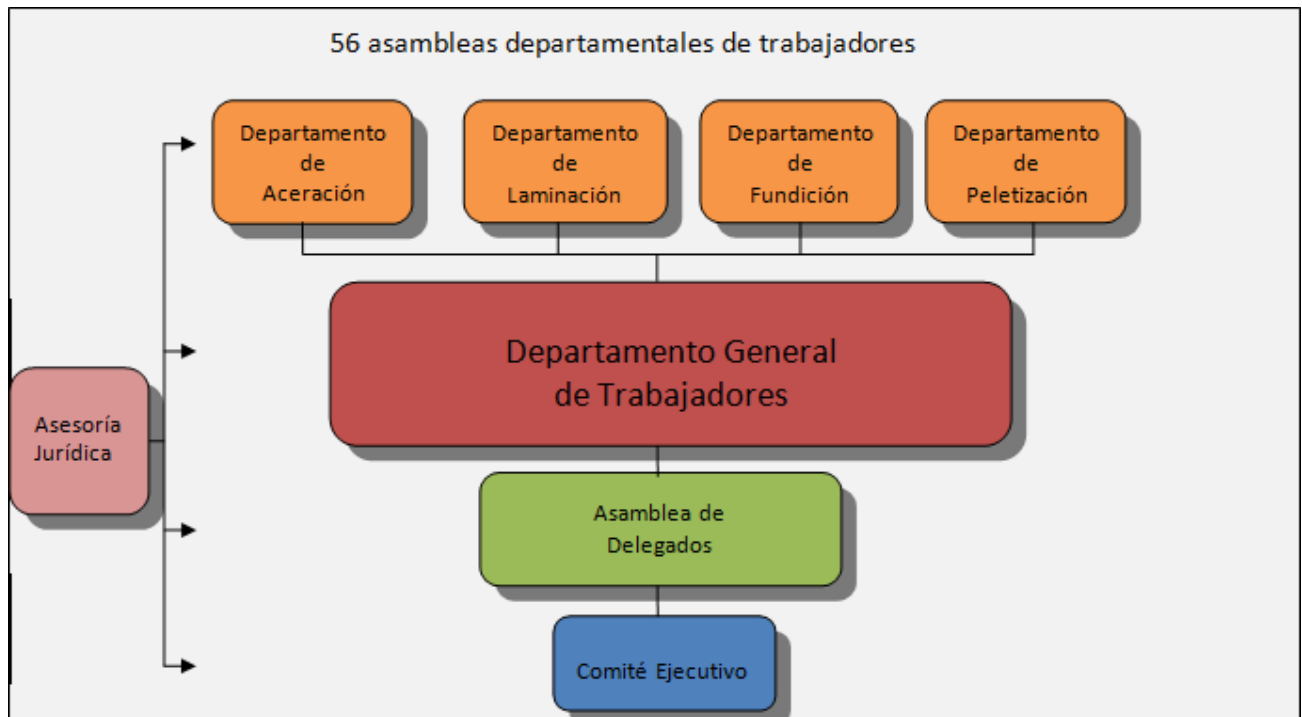 56 asambleas departamentales de trabajadores
Departamento
de
Aceración
Departamento
de
Laminación
Departamento
de
Fundición
Departamento
de
Peletización
Departamento General
de Trabajadores
Asesoría
Jurídica
Asamblea de
Delegados
Comité Ejecutivo